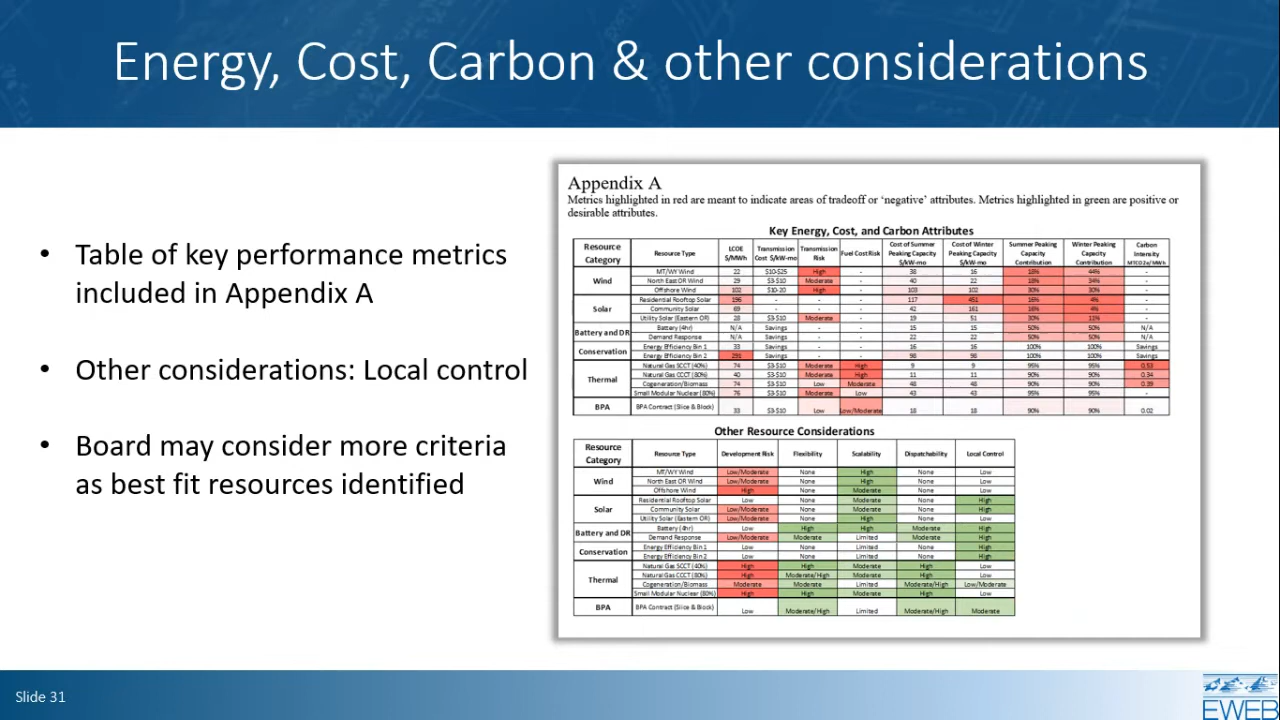 Energy, Cost, Carbon & other considerations
• Table of key performance metrics
included in Appendix A
• Other considerations: Local control
• Board may consider more criteria
as best fit resources identified
Appendix A
Metrics highlighted in red are meant to indicate areas of tradeoff or ‘negative’ attributes. Metrics highlighted in green are positive or
desirable attributes.
Key Energy, Cost, and Carbon Attributes
Resource Category Resource Type LCOE $/MWh Transmission Cost $/kW-mo Transmission Risk Fuel Cost Risk Cost of Summer Peaking Capacity $/kW-mo Cost of Winter Peaking Capacity $/kW-mo Summer Peaking Capacity Contribution Winter Peaking Capacity Contribution Carbon Intensity MTCO2e/MWh
Wind MT/WY Wind 22 $10-$25 High - 38 16 18% 44% -
North East OR Wind 29 $3-$10 Moderate - 40 22 18% 34% -
Offshore Wind 102 $10-20 High - 103 102 30% 30% -
Solar Residential Rooftop Solar 196 - - - 117 451 16% 4% -
Community Solar 69 - - - 42 161 16% 4% -
Utility Solar (Eastern OR) 28 $3-$10 Moderate - 19 51 30% 11% -
Battery and DR Battery (4hr) N/A Savings - - 15 15 50% 50% N/A
Demand Response N/A Savings - - 22 22 50% 50% N/A
Conservation Energy Efficiency Bin 1 33 Savings - - 16 16 100% 100% Savings
Energy Efficiency Bin 2 291 Savings - - 98 98 100% 100% Savings
Thermal Natural Gas SCCT (40%) 74 $3-$10 Moderate High 9 9 95% 95% 0.53
Natural Gas CCCT (80%) 40 $3-$10 Moderate High 11 11 90% 90% 0.34
Cogeneration/Biomass 74 $3-$10 Low Moderate 48 48 90% 90% 0.39
Small Modular Nuclear (80%) 76 $3-$10 Moderate Low 43 43 95% 95% -
BPA BPA Contract (Slice & Block) 33 $3-$10 Low Low/Moderate 18 18 90% 90% 0.02
Other Resource Considerations
Resource Category Resource Type Development Risk Flexibility Scalability Dispatchability Local Control
Wind MT/WY Wind Low/Moderate None High None Low
North East OR Wind Low/Moderate None High None Low
Offshore Wind High None Moderate None Low
Solar Residential Rooftop Solar Low None Moderate None High
Community Solar Low/Moderate None Moderate None High
Utility Solar (Eastern OR) Low/Moderate None High None Low
Battery and DR Battery (4hr) Low High High Moderate High
Demand Response Low/Moderate Moderate Limited Moderate High
Conservation Energy Efficiency Bin 1 Low None Limited None High
Energy Efficiency Bin 2 Low None Limited None High
Thermal Natural Gas SCCT (40%) High High Moderate High Low
Natural Gas CCCT (80%) High Moderate/High Moderate High Low
Cogeneration/Biomass Moderate Moderate Limited Moderate/High Low/Moderate
Small Modular Nuclear (80%) High High Moderate High Low
BPA BPA Contract (Slice & Block) Low Moderate/High Limited Moderate/High Moderate
Slide 31
EWEB